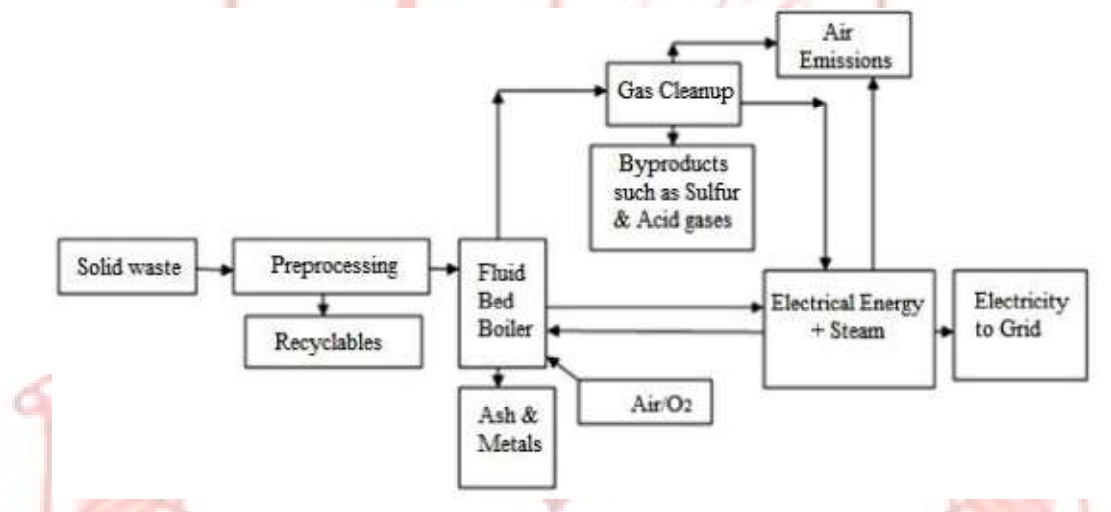 Air
Emissions
Gas Cleanup
Byproducts
such as Sulfur
& Acid gases
Solid waste
Preprocessing
Fluid
Bed
Boiler
Electrical Energy
+ Steam
Electricity
to Grid
Recyclables
Air/O2
Ash &
Metals